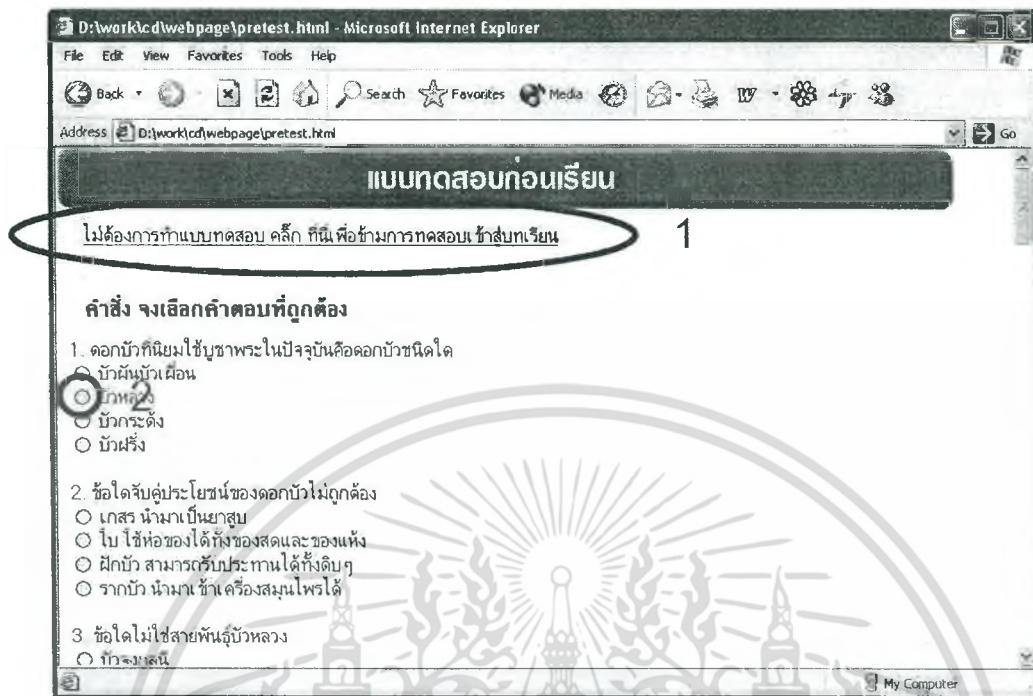 D:\work\cd\webpage\pretest.html - Microsoft Internet Explorer
File Edit View Favorites Tools Help
Back Search Favorites Media
Address D:\work\cd\webpage\pretest.html Go
แบบทดสอบก่อนเรียน
ไม่ต้องการทำแบบทดสอบ คลิ๊ก ที่นี่เพื่อข้ามการทดสอบเข้าสู่บทเรียน 1
คำสั่ง จงเลือกคำตอบที่ถูกต้อง
1. ดอกบัวที่นิยมใช้บูชาพระในปัจจุบันคือดอกบัวชนิดใด
บัวผันบัวเผื่อน
บัวหลวง 2
บัวกระด้ง
บัวฝรั่ง
2. ข้อใดจับคู่ประโยชน์ของดอกบัวไม่ถูกต้อง
เกสร นำมาเป็นยาสูบ
ใบ ใช้ห่อของได้ทั้งของสดและของแห้ง
ฝักบัว สามารถรับประทานได้ทั้งดิบๆ
รากบัว นำมาเข้าเครื่องสมุนไพรได้
3. ข้อใดไม่ใช่สายพันธุ์บัวหลวง
My Computer